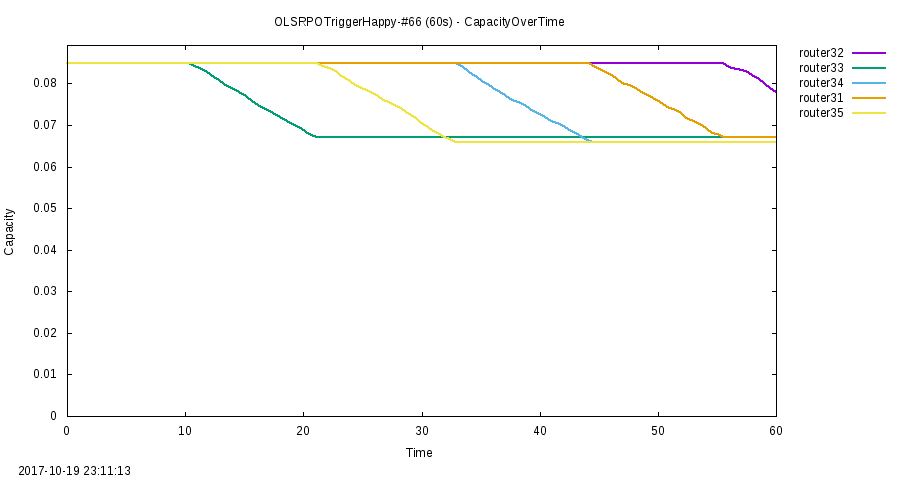 OLSRPOTriggerHappy-#66 (60s) - CapacityOverTime
router32
router33
router34
router31
router35
Capacity
0.08
0.07
0.06
0.05
0.04
0.03
0.02
0.01
0
0 10 20 30 40 50 60
Time
2017-10-19 23:11:13